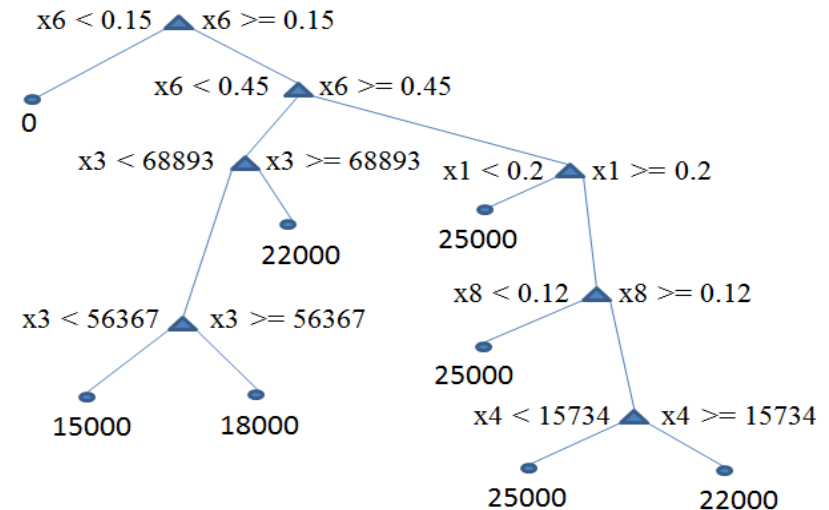 x6 < 0.15 x6 >= 0.15
x6 < 0.45 x6 >= 0.45
0
x3 < 68893 x3 >= 68893
x1 < 0.2 x1 >= 0.2
22000
25000
x8 < 0.12 x8 >= 0.12
x3 < 56367 x3 >= 56367
25000
15000
18000
x4 < 15734 x4 >= 15734
25000
22000